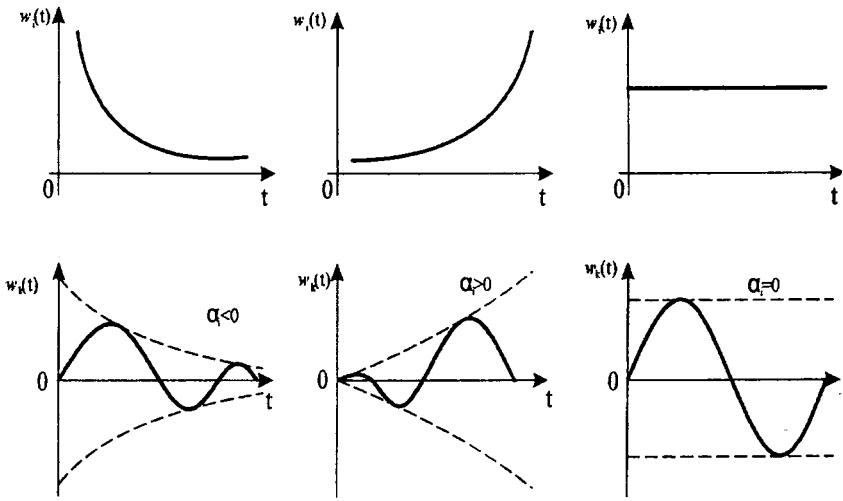 wᵢ(t) wᵢ(t) wᵢ(t)
0 t 0 t 0 t
wₖ(t) αᵢ<0 wₖ(t) αᵢ>0 wₖ(t) αᵢ=0
0 t 0 t 0 t